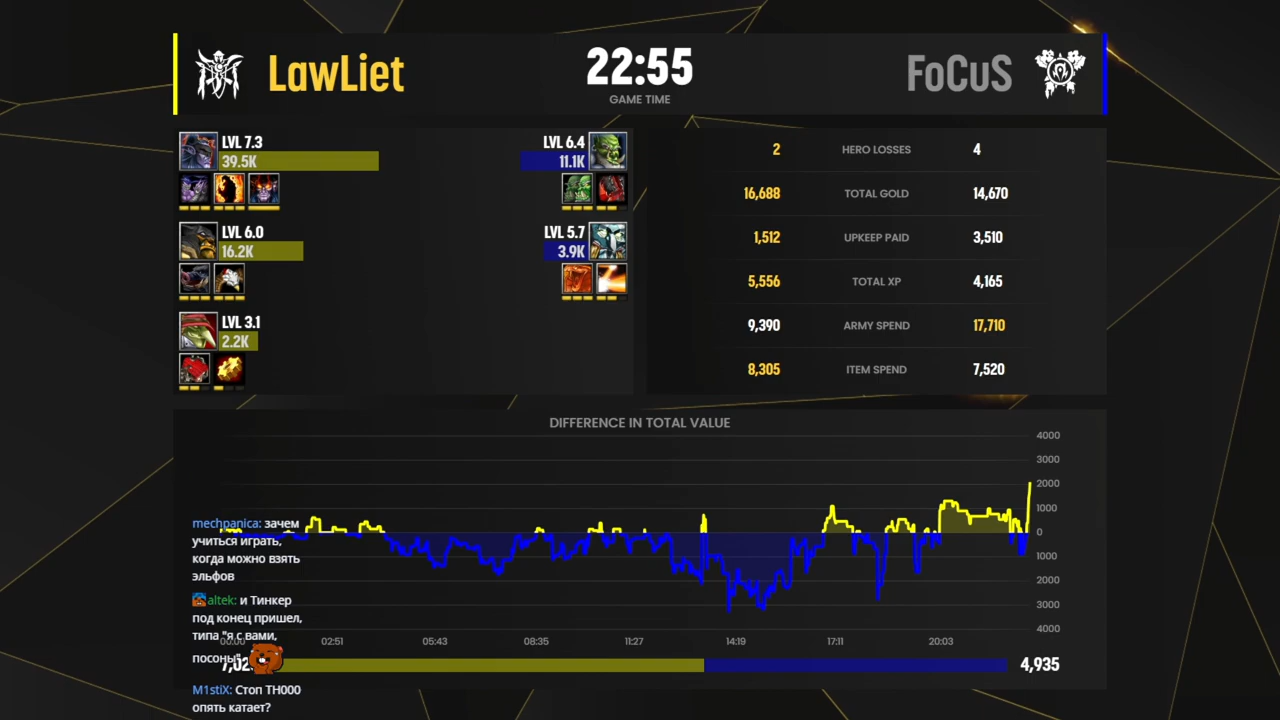 LawLiet
22:55
GAME TIME
FoCuS
LVL 7.3
39.5K
LVL 6.4
11.1K
LVL 6.0
16.2K
LVL 5.7
3.9K
LVL 3.1
2.2K
2 HERO LOSSES 4
16,688 TOTAL GOLD 14,670
1,512 UPKEEP PAID 3,510
5,556 TOTAL XP 4,165
9,390 ARMY SPEND 17,710
8,305 ITEM SPEND 7,520
DIFFERENCE IN TOTAL VALUE
4000
3000
2000
1000
0
1000
2000
3000
4000
00:00 02:51 05:43 08:35 11:27 14:19 17:11 20:03
4,935
mechpanica: зачем
учиться играть,
когда можно взять
эльфов
altek: и Тинкер
под конец пришел,
типа "я с вами,
посоны"
M1stiX: Стоп TH000
опять катает?